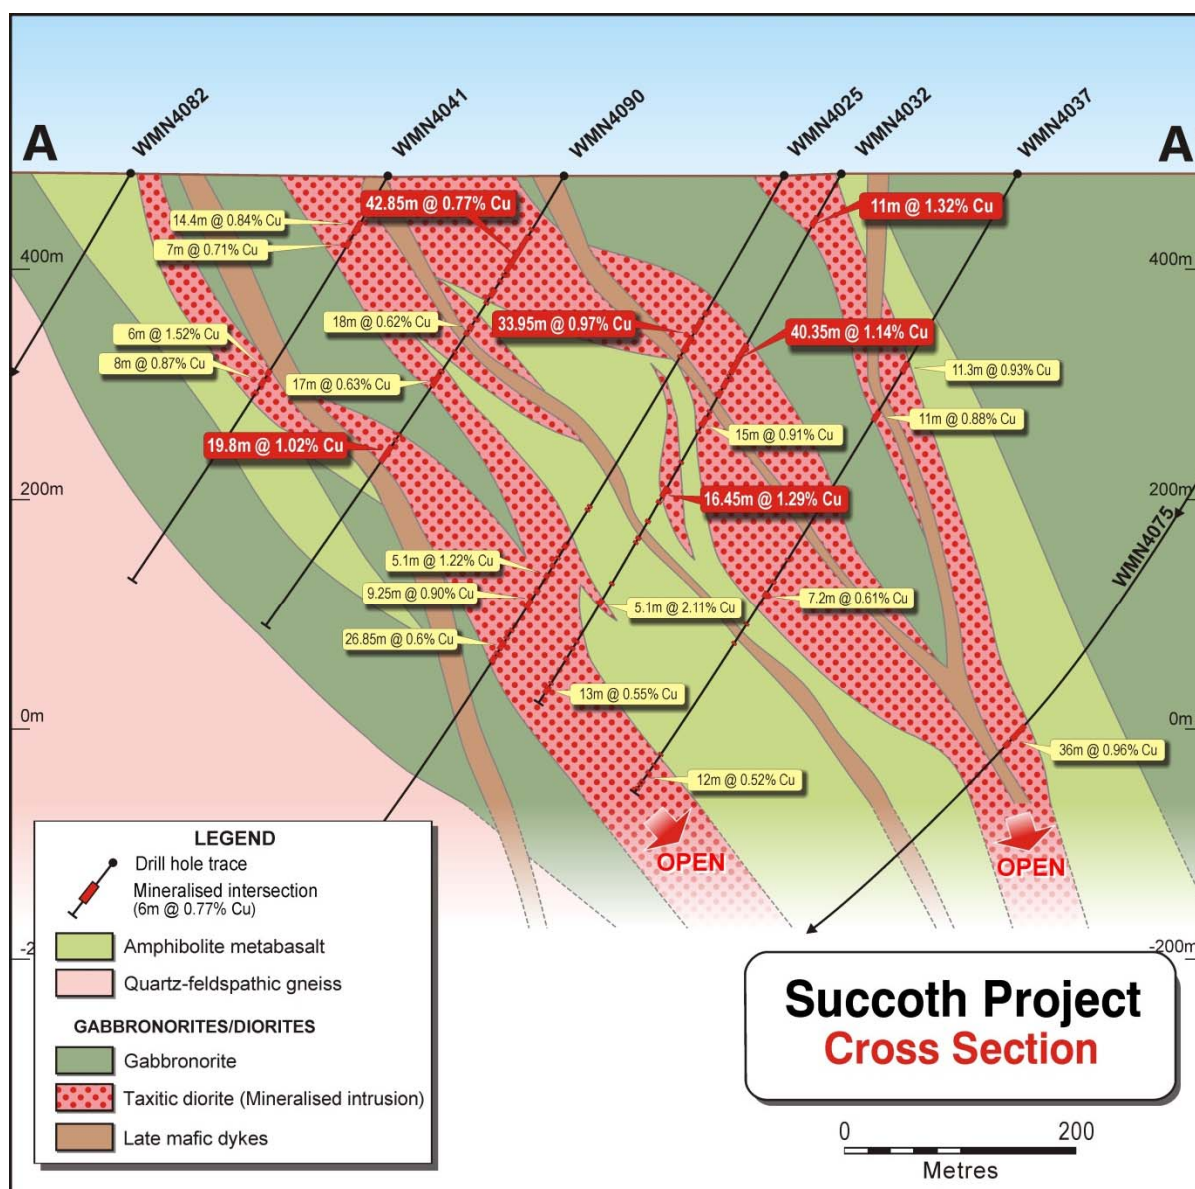 WMN4082
WMN4041
WMN4090
WMN4025
WMN4032
WMN4037
A
A
42.85m @ 0.77% Cu
11m @ 1.32% Cu
14.4m @ 0.84% Cu
7m @ 0.71% Cu
400m
400m
18m @ 0.62% Cu
33.95m @ 0.97% Cu
40.35m @ 1.14% Cu
6m @ 1.52% Cu
8m @ 0.87% Cu
17m @ 0.63% Cu
11.3m @ 0.93% Cu
11m @ 0.88% Cu
19.8m @ 1.02% Cu
15m @ 0.91% Cu
200m
16.45m @ 1.29% Cu
200m
WMN4075
5.1m @ 1.22% Cu
9.25m @ 0.90% Cu
5.1m @ 2.11% Cu
7.2m @ 0.61% Cu
26.85m @ 0.6% Cu
13m @ 0.55% Cu
0m
0m
36m @ 0.96% Cu
12m @ 0.52% Cu
OPEN
OPEN
LEGEND
Drill hole trace
Mineralised intersection
(6m @ 0.77% Cu)
Amphibolite metabasalt
-2
-200m
Quartz-feldspathic gneiss
GABBRONORITES/DIORITES
Gabbronorite
Taxitic diorite (Mineralised intrusion)
Late mafic dykes
Succoth Project
Cross Section
0 200
Metres